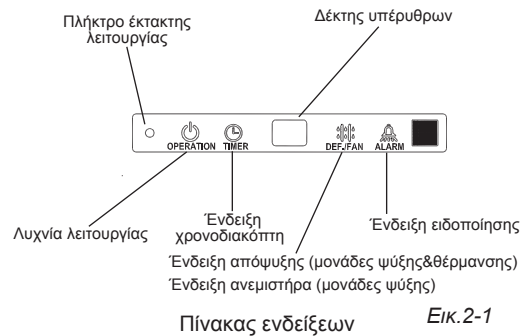 Πλήκτρο έκτακτης
λειτουργίας
Δέκτης υπέρυθρων
OPERATION TIMER DEF./FAN ALARM
Λυχνία λειτουργίας
Ένδειξη
χρονοδιακόπτη
Ένδειξη ειδοποίησης
Ένδειξη απόψυξης (μονάδες ψύξης&θέρμανσης)
Ένδειξη ανεμιστήρα (μονάδες ψύξης)
Πίνακας ενδείξεων
Εικ.2-1